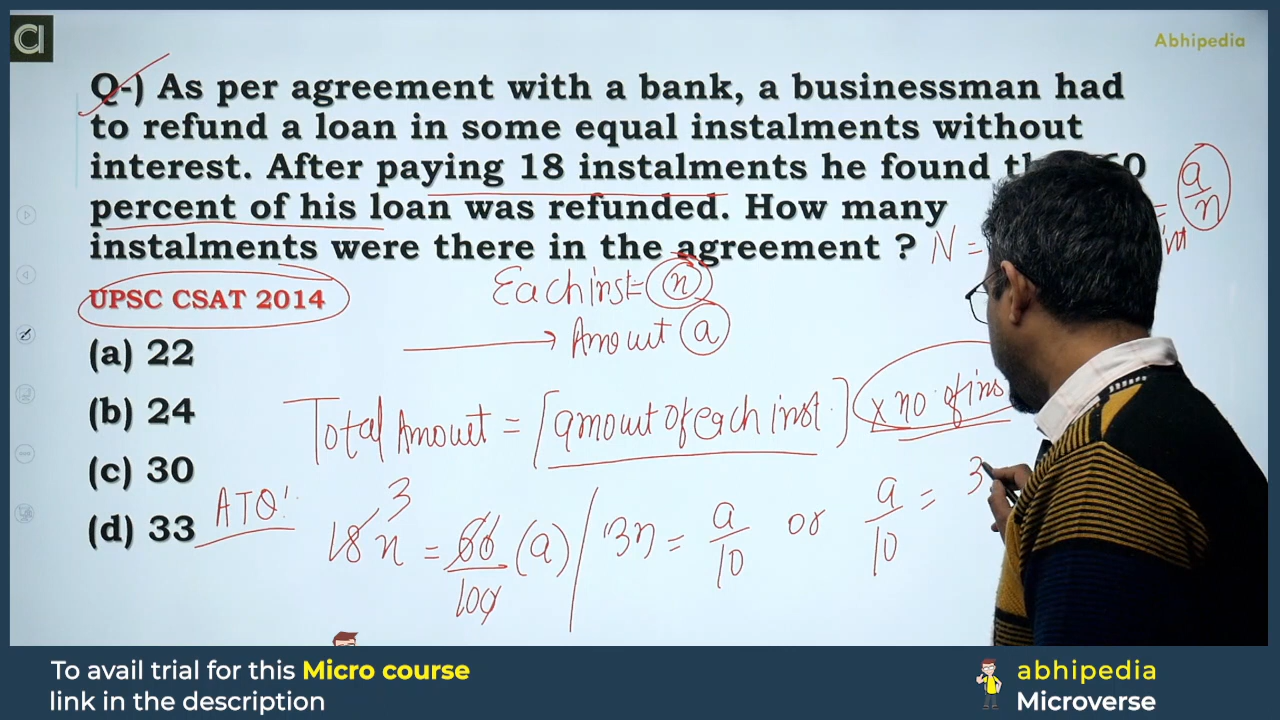 Abhipedia
Q-) As per agreement with a bank, a businessman had
to refund a loan in some equal instalments without
interest. After paying 18 instalments he found 60
percent of his loan was refunded. How many
instalments were there in the agreement ?
N =
= a/n
inst
UPSC CSAT 2014
Each inst = n
Amount a
(a) 22
(b) 24
(c) 30
(d) 33
Total Amount = [amount of each inst.] × no. of ins
ATQ!
18 3 n = 60/100 (a) / 3n = a/10 or a/10 = 3
To avail trial for this Micro course
link in the description
abhipedia
Microverse